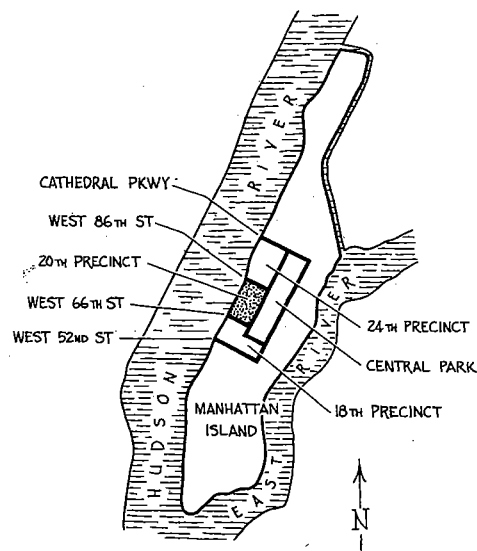 CATHEDRAL PKWY
WEST 86TH ST
20TH PRECINCT
WEST 66TH ST
WEST 52ND ST
24TH PRECINCT
CENTRAL PARK
18TH PRECINCT
MANHATTAN
ISLAND
HUDSON RIVER
EAST RIVER
N